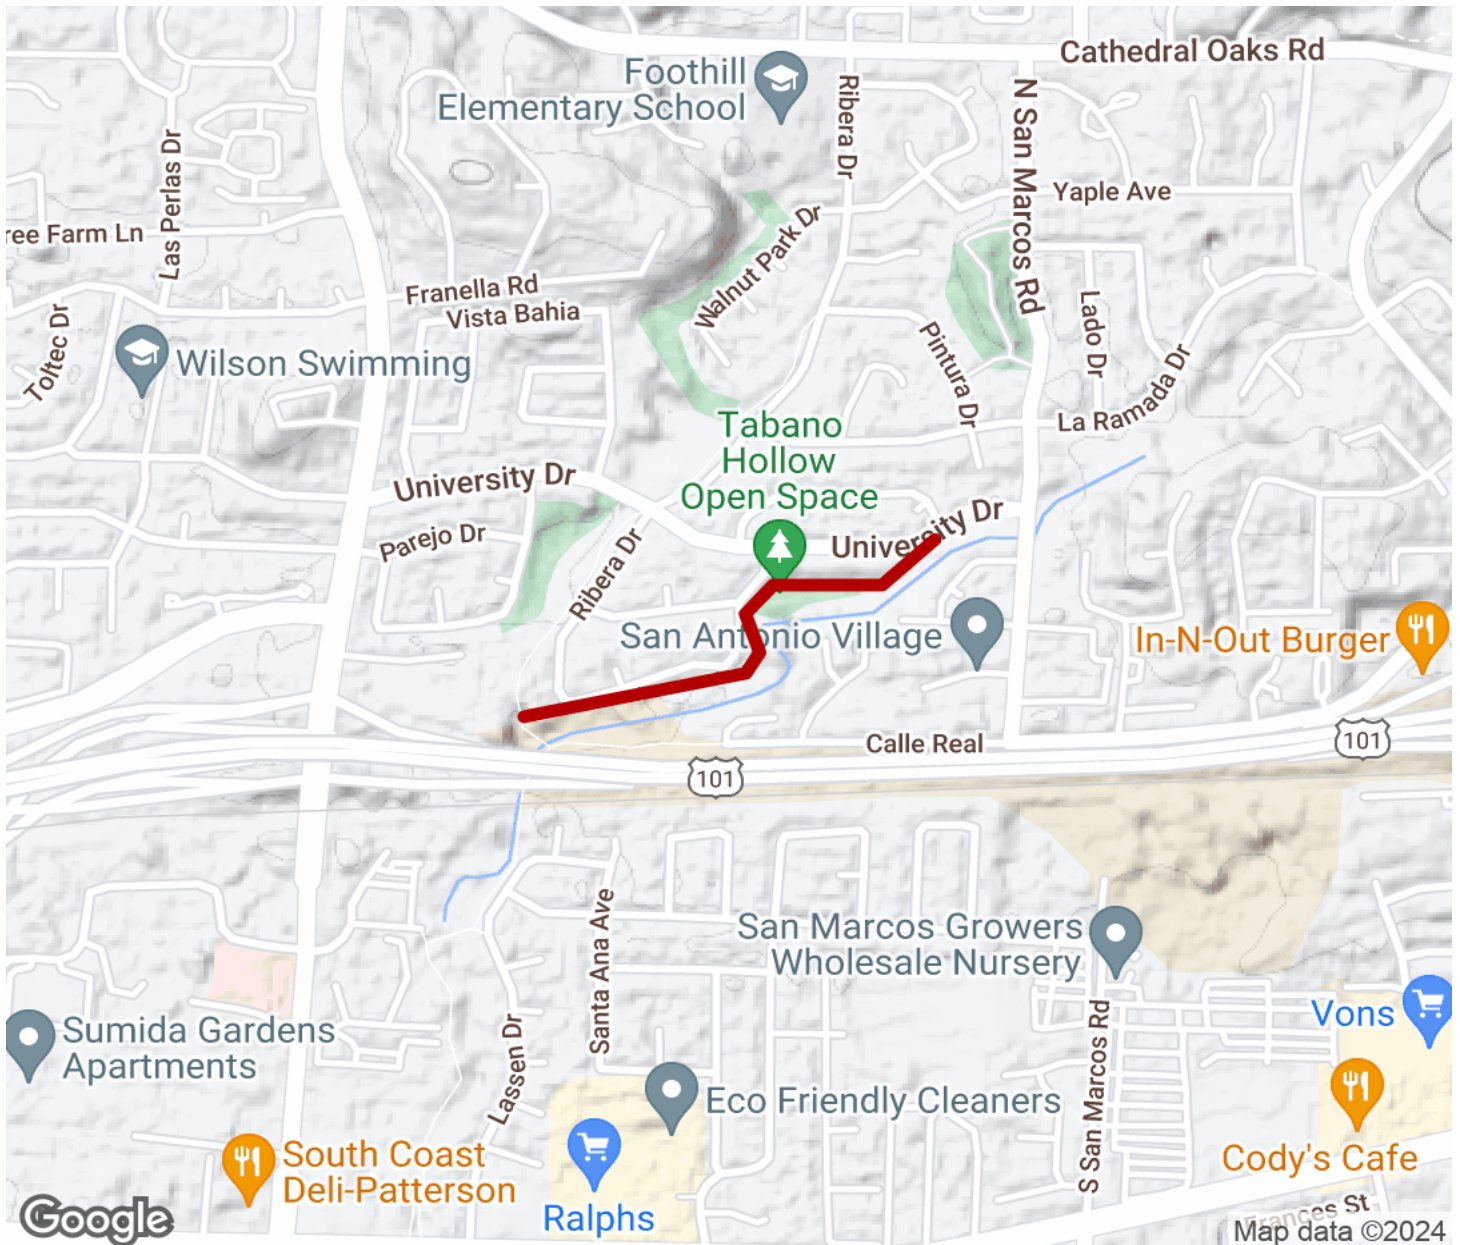 Cathedral Oaks Rd
Foothill
Elementary School
Ribera Dr
N San Marcos Rd
Las Perlas Dr
Yaple Ave
ree Farm Ln
Walnut Park Dr
Franella Rd
Vista Bahia
Toltec Dr
Lado Dr
Pintura Dr
Wilson Swimming
La Ramada Dr
Tabano
Hollow
Open Space
University Dr
University Dr
Parejo Dr
Ribera Dr
San Antonio Village
In-N-Out Burger
Calle Real
101
101
Santa Ana Ave
San Marcos Growers
Wholesale Nursery
Vons
Sumida Gardens
Apartments
Lassen Dr
S San Marcos Rd
Eco Friendly Cleaners
South Coast
Deli-Patterson
Ralphs
Cody's Cafe
Frances St
Google
Map data ©2024